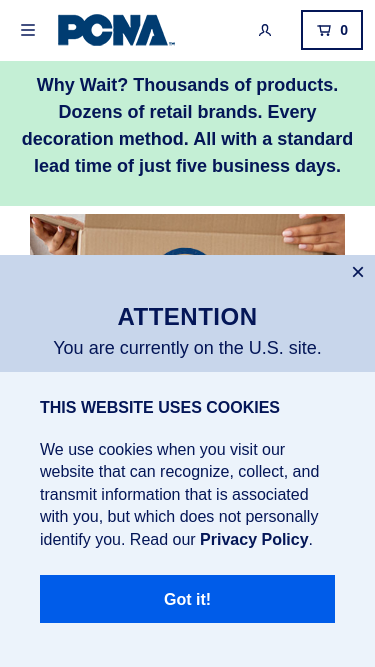 PCNA
0
Why Wait? Thousands of products.
Dozens of retail brands. Every
decoration method. All with a standard
lead time of just five business days.
ATTENTION
You are currently on the U.S. site.
THIS WEBSITE USES COOKIES
We use cookies when you visit our
website that can recognize, collect, and
transmit information that is associated
with you, but which does not personally
identify you. Read our Privacy Policy.
Got it!